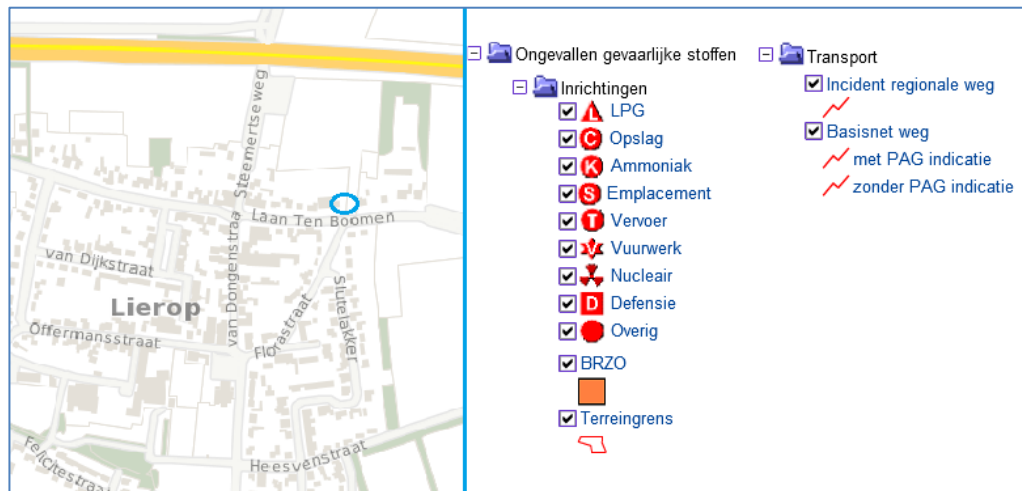 Steemertseweg
Laan Ten Boomen
van Dijkstraat
van Dongenstraat
Lierop
Slutelakker
Florastraat
Offermansstraat
Heesvenstraat
Felicitestraat
Ongevallen gevaarlijke stoffen
Inrichtingen
L LPG
C Opslag
K Ammoniak
S Emplacement
T Vervoer
V Vuurwerk
Nucleair
D Defensie
Overig
BRZO
Terreingrens
Transport
Incident regionale weg
Basisnet weg
met PAG indicatie
zonder PAG indicatie